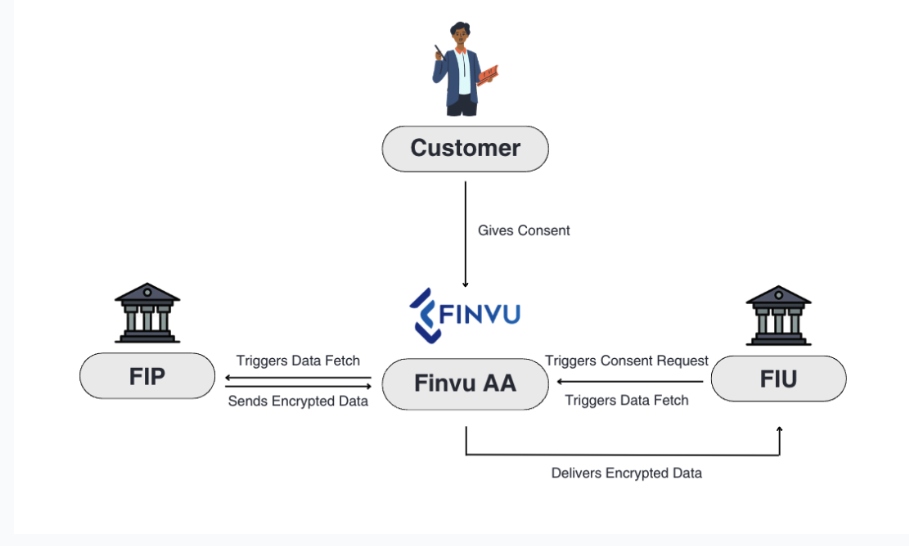 Customer
Gives Consent
FINVU
Triggers Data Fetch
Triggers Consent Request
FIP
Finvu AA
FIU
Sends Encrypted Data
Triggers Data Fetch
Delivers Encrypted Data